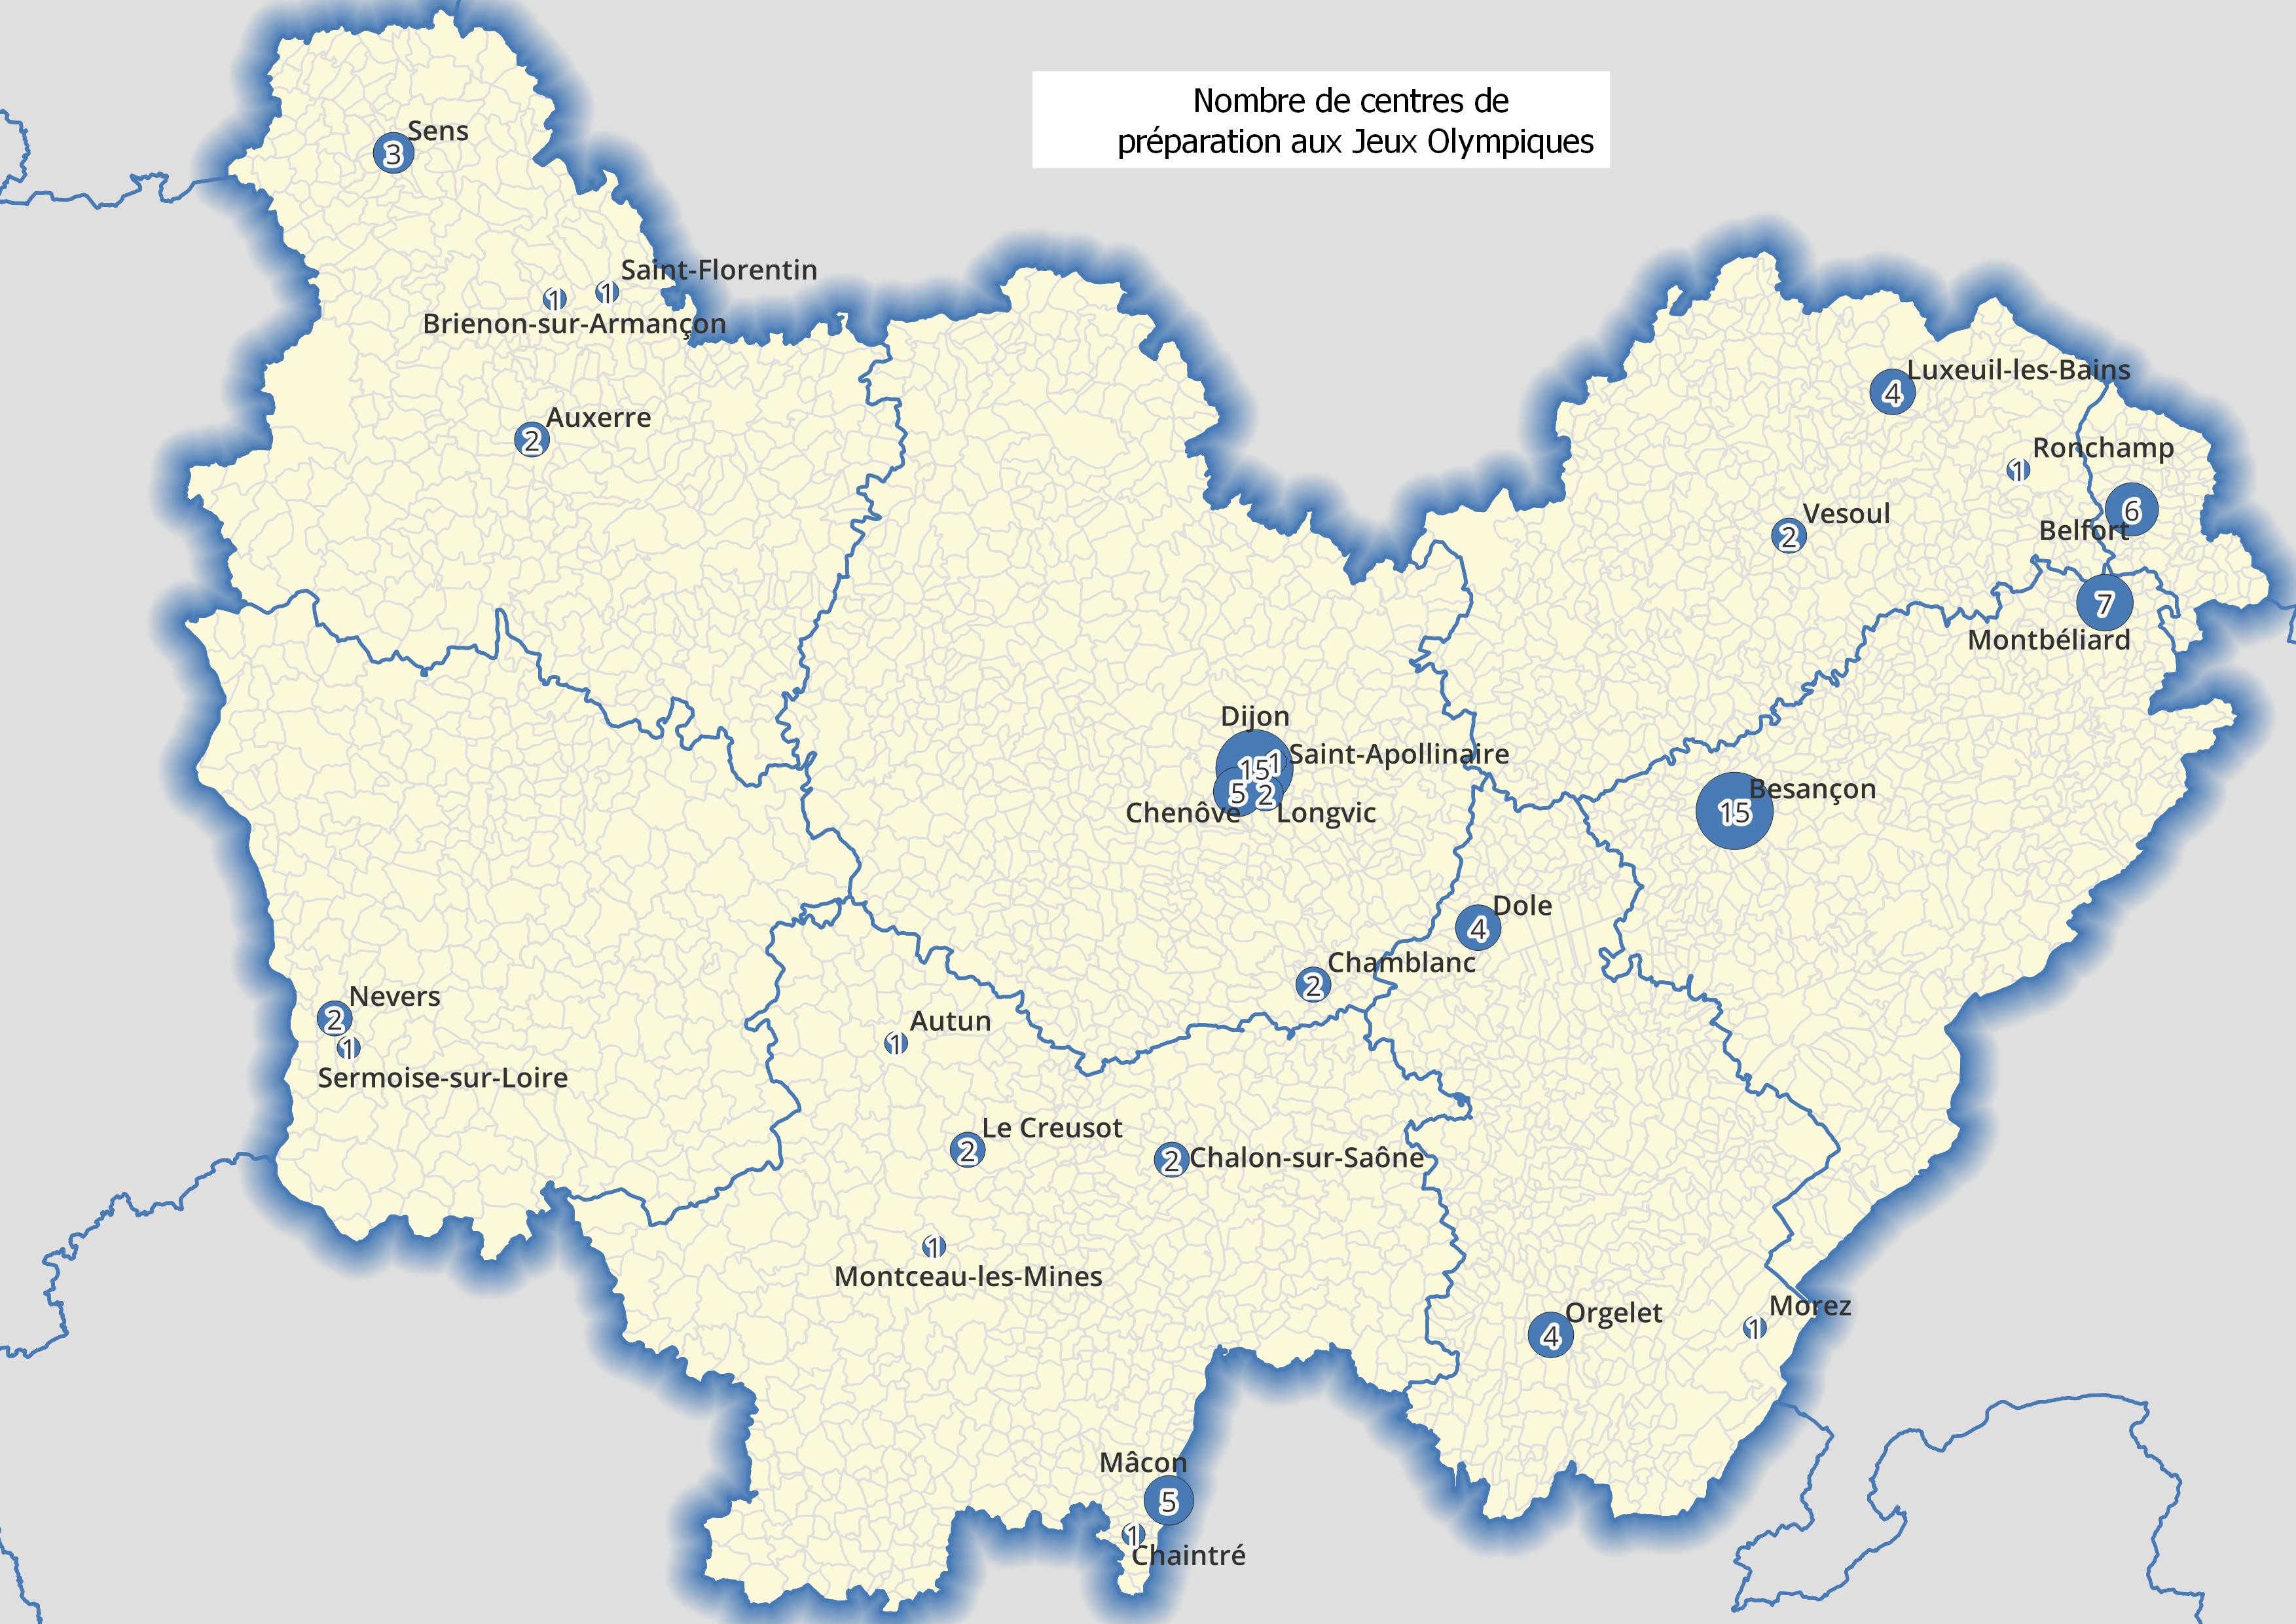 Nombre de centres de
préparation aux Jeux Olympiques
Sens
3
Saint-Florentin
1
1
Brienon-sur-Armançon
Auxerre
2
Luxeuil-les-Bains
4
Ronchamp
1
Vesoul
2
6
Belfort
7
Montbéliard
Dijon
Saint-Apollinaire
15
1
5
2
Chenôve
Longvic
Besançon
15
Dole
4
Chamblanc
2
Nevers
2
1
Sermoise-sur-Loire
Autun
1
Le Creusot
2
2
Chalon-sur-Saône
1
Montceau-les-Mines
Orgelet
4
Morez
1
Mâcon
5
1
Chaintré